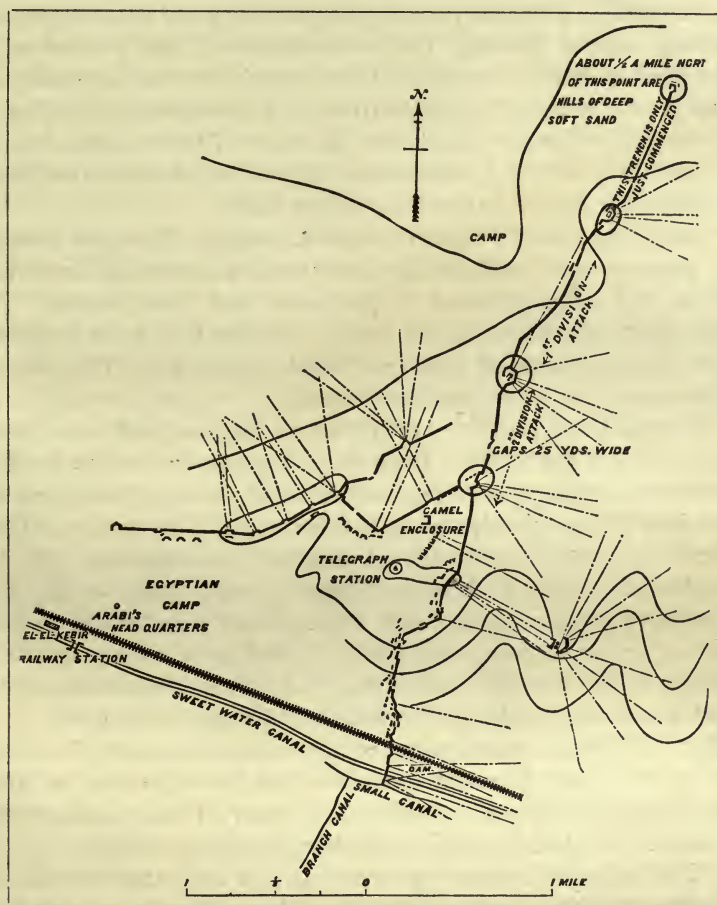 ABOUT ½ A MILE NORT
OF THIS POINT ARE
HILLS OF DEEP
SOFT SAND
N.
THIS TRENCH IS ONLY
JUST COMMENCED
CAMP
1ST DIVISION
ATTACK
2ND DIVISION
ATTACK
GAPS 25 YDS. WIDE
CAMEL
ENCLOSURE
TELEGRAPH
STATION
EGYPTIAN
CAMP
ARABI'S
HEAD QUARTERS
EL-EL-KEBIR
RAILWAY STATION
SWEET WATER CANAL
DAM
SMALL CANAL
BRANCH CANAL
1 ½ 0 1 MILE